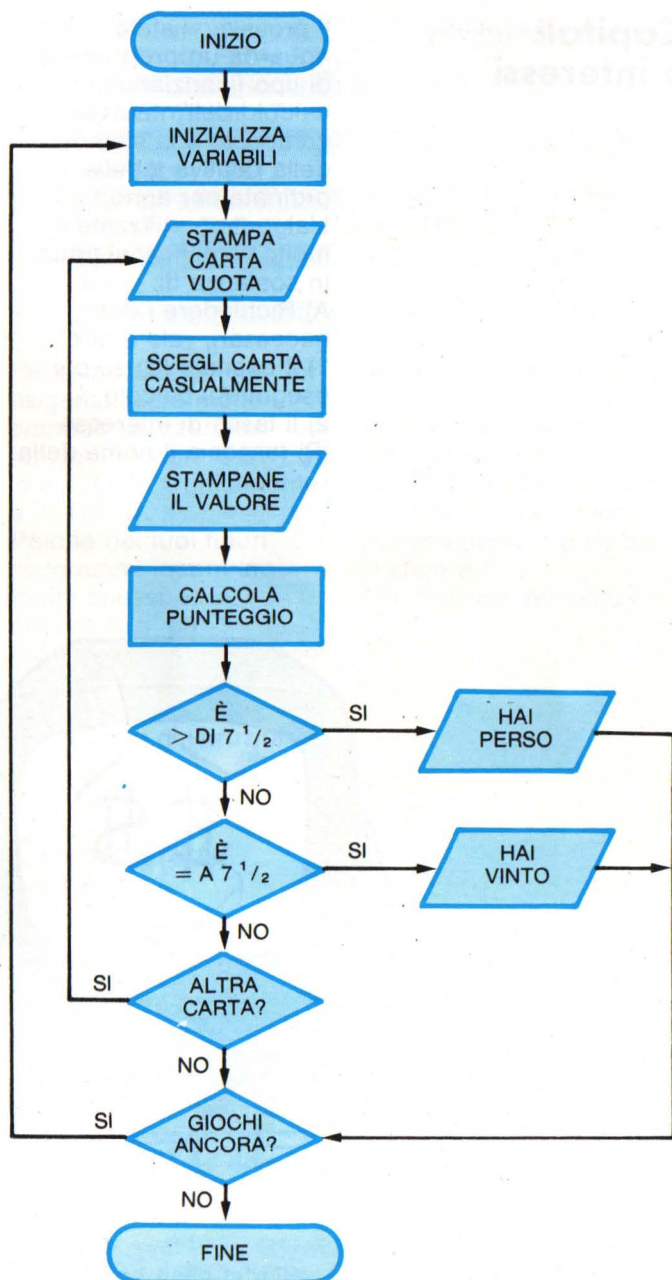 INIZIO
INIZIALIZZA
VARIABILI
STAMPA
CARTA
VUOTA
SCEGLI CARTA
CASUALMENTE
STAMPANE
IL VALORE
CALCOLA
PUNTEGGIO
È
> DI 7 1/2
SI
HAI
PERSO
NO
È
= A 7 1/2
SI
HAI
VINTO
NO
SI
ALTRA
CARTA?
NO
SI
GIOCHI
ANCORA?
NO
FINE